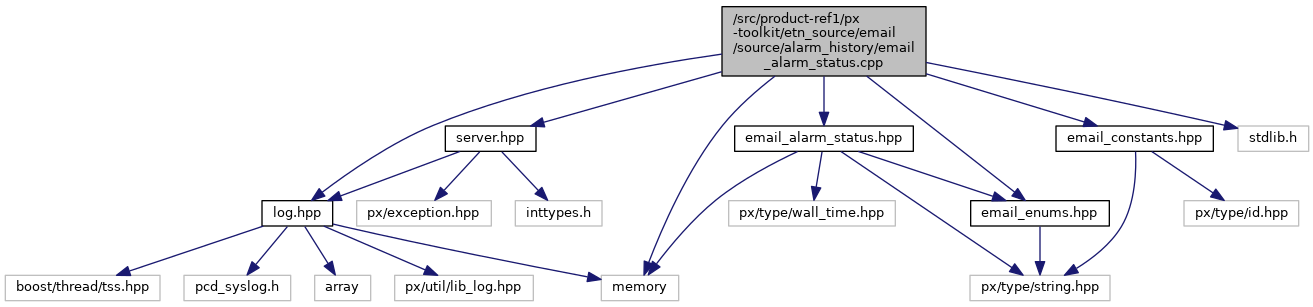 /src/product-ref1/px
-toolkit/etn_source/email
/source/alarm_history/email
_alarm_status.cpp
server.hpp
email_alarm_status.hpp
email_constants.hpp
stdlib.h
log.hpp
px/exception.hpp
inttypes.h
px/type/wall_time.hpp
email_enums.hpp
px/type/id.hpp
boost/thread/tss.hpp
pcd_syslog.h
array
px/util/lib_log.hpp
memory
px/type/string.hpp